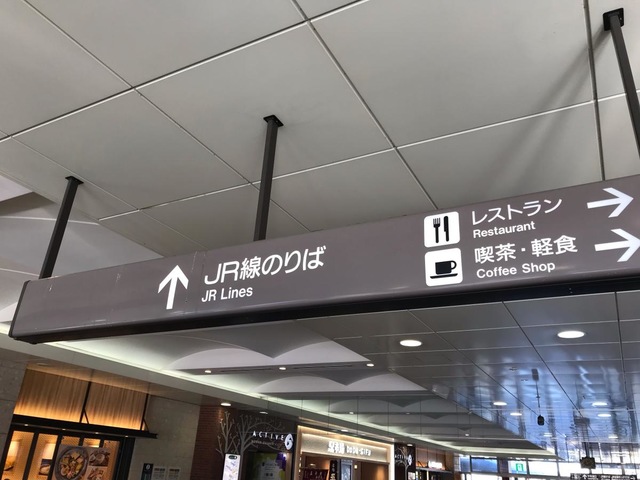 JR線のりば
JR Lines
レストラン
Restaurant
喫茶・軽食
Coffee Shop
ACTIVE